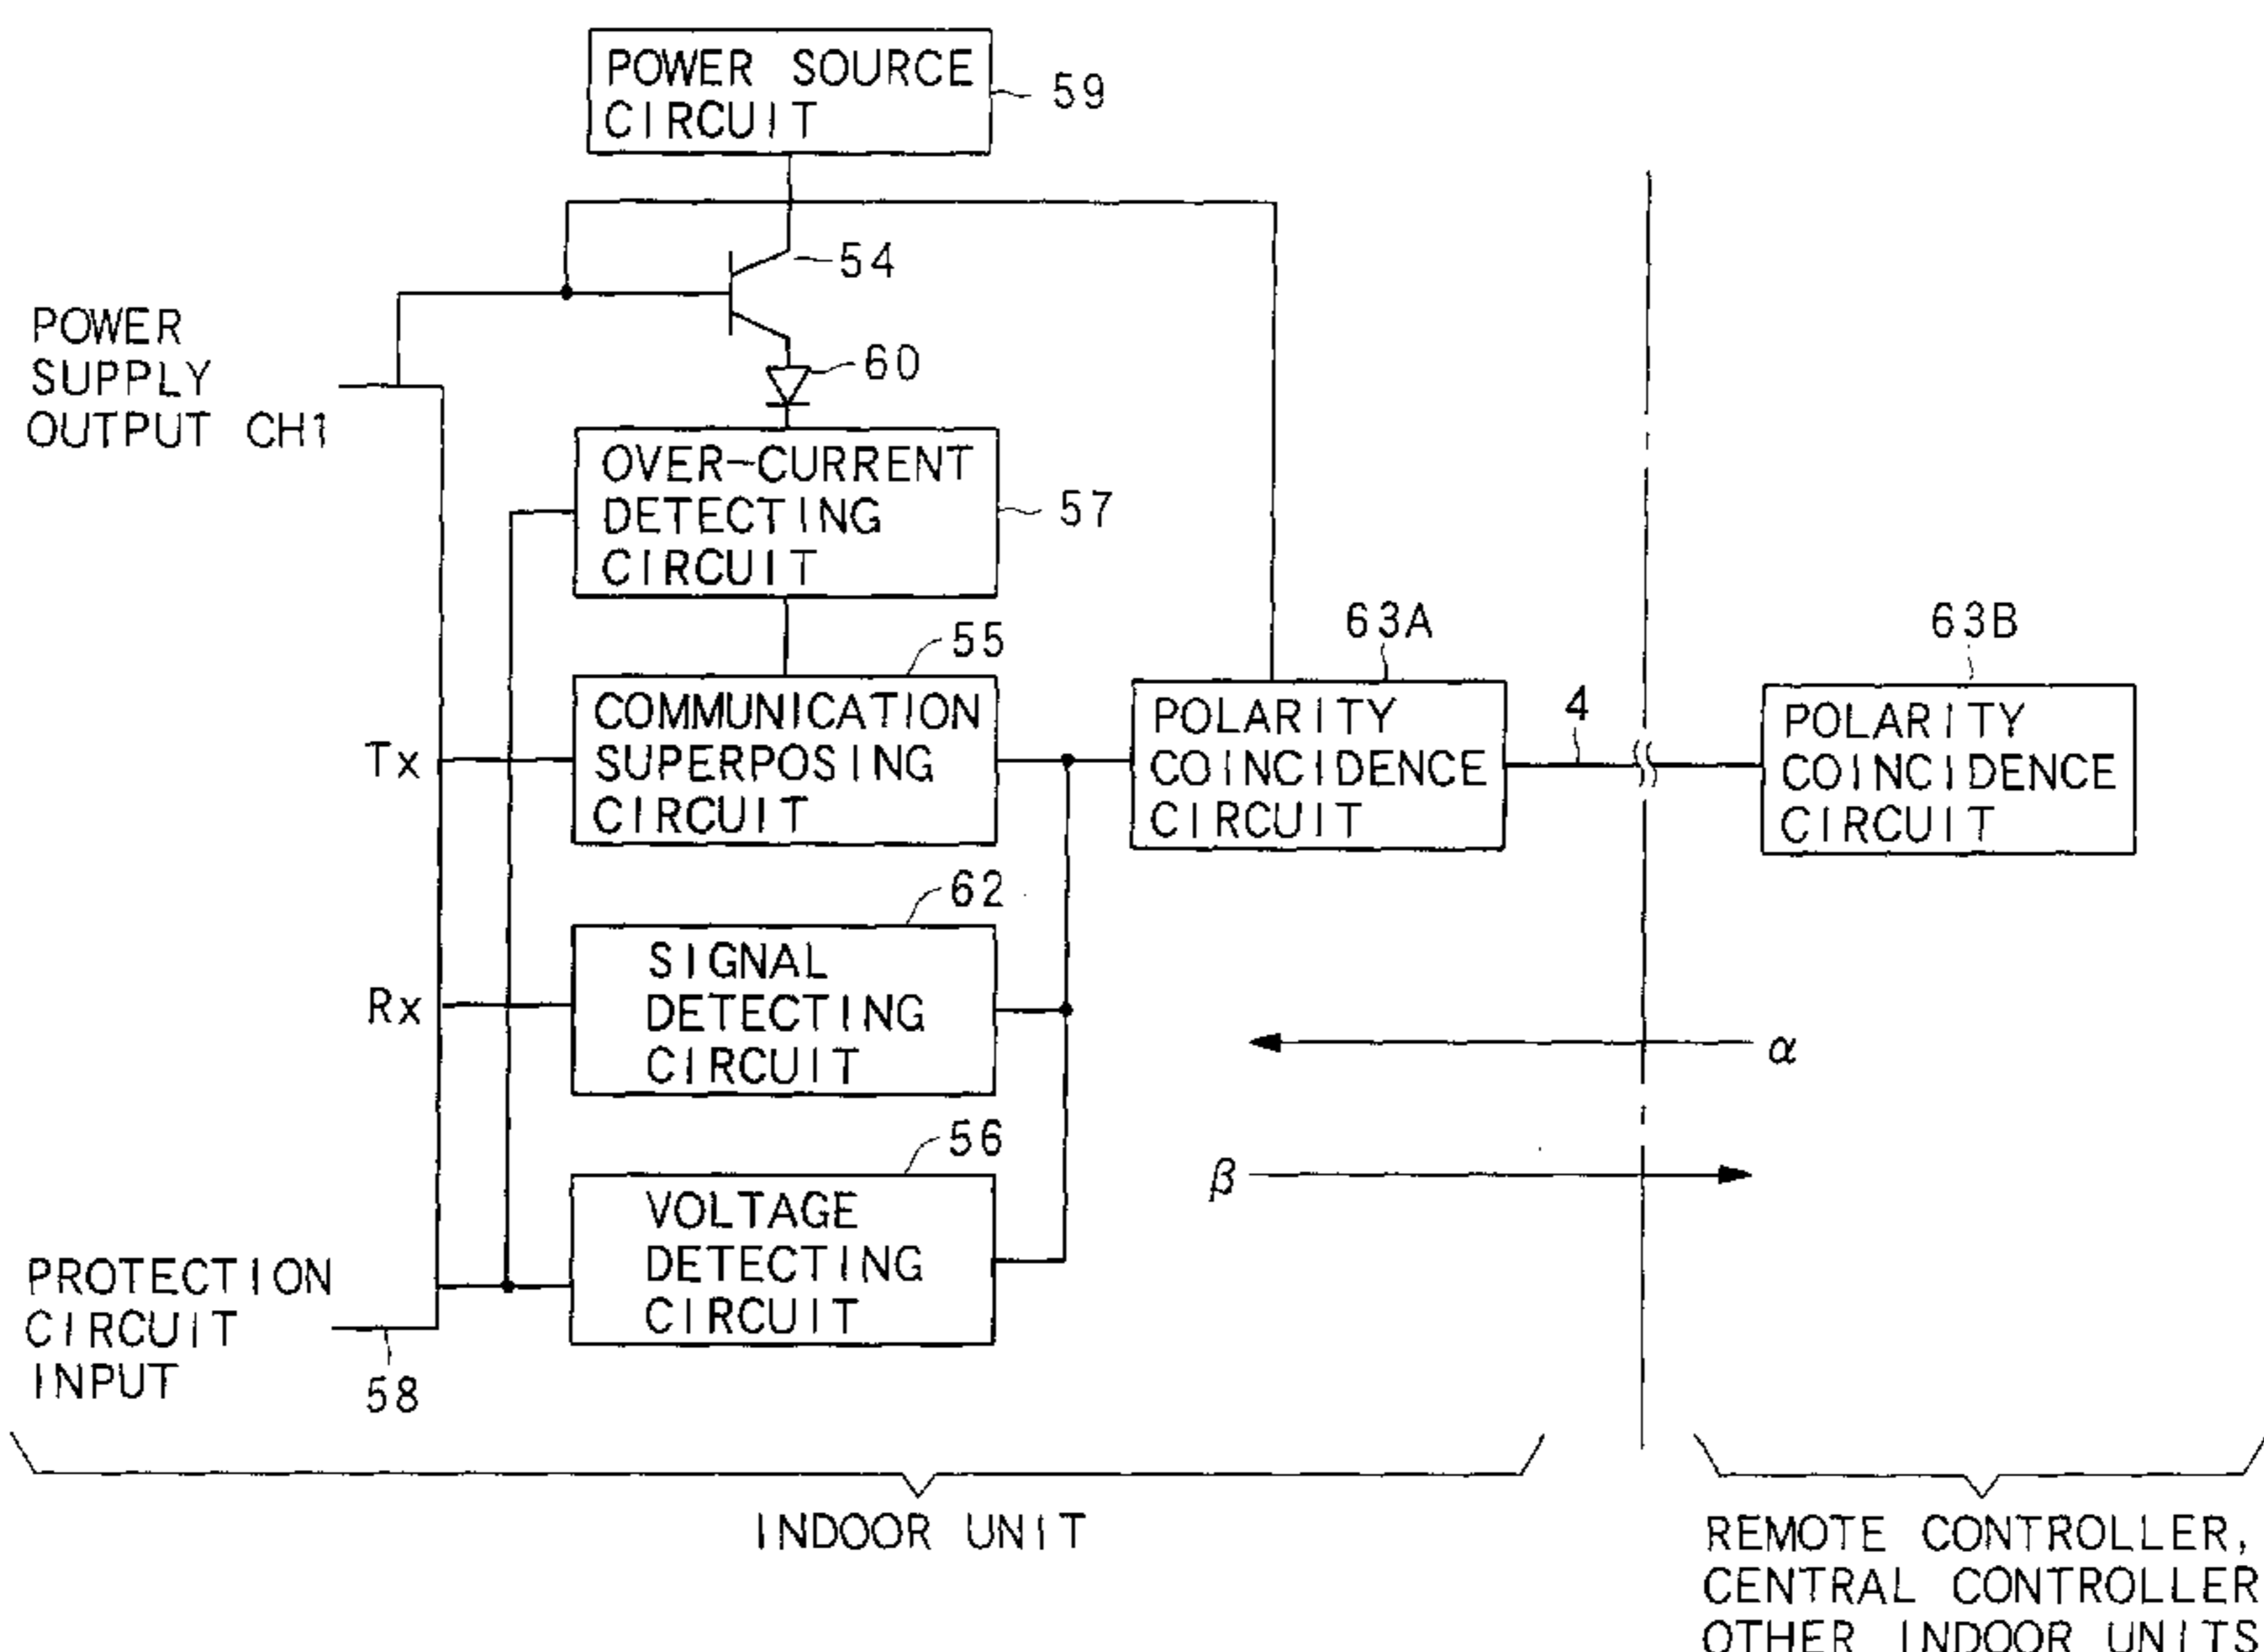 POWER SOURCE
CIRCUIT
59
54
POWER
SUPPLY
OUTPUT CH1
60
OVER-CURRENT
DETECTING
CIRCUIT
57
55
63A
63B
COMMUNICATION
SUPERPOSING
CIRCUIT
Tx
POLARITY
COINCIDENCE
CIRCUIT
4
POLARITY
COINCIDENCE
CIRCUIT
62
SIGNAL
DETECTING
CIRCUIT
Rx
α
56
VOLTAGE
DETECTING
CIRCUIT
β
PROTECTION
CIRCUIT
INPUT
58
INDOOR UNIT
REMOTE CONTROLLER,
CENTRAL CONTROLLER
OTHER INDOOR UNITS